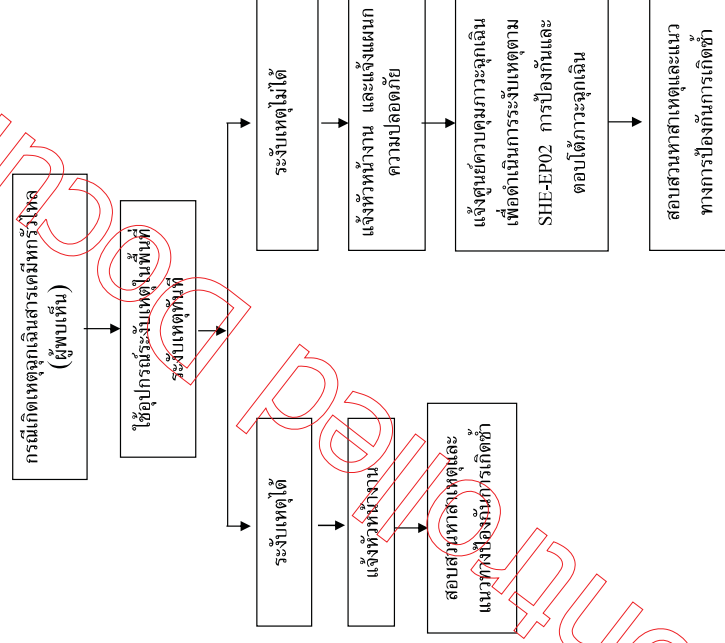 กรณีเกิดเหตุฉุกเฉินสารเคมีหกรั่วไหล
(ผู้พบเห็น)
ใช้อุปกรณ์ระงับเหตุในพื้นที่
ระงับเหตุทันที
ระงับเหตุได้
แจ้งหัวหน้างาน
สอบสวนหาสาเหตุและ
แนวทางป้องกันการเกิดซ้ำ
ระงับเหตุไม่ได้
แจ้งหัวหน้างาน และแจ้งแผนก
ความปลอดภัย
แจ้งศูนย์ควบคุมภาวะฉุกเฉิน
เพื่อดำเนินการระงับเหตุตาม
SHE-EP02 การป้องกันและ
ตอบโต้ภาวะฉุกเฉิน
สอบสวนหาสาเหตุและแนว
ทางการป้องกันการเกิดซ้ำ